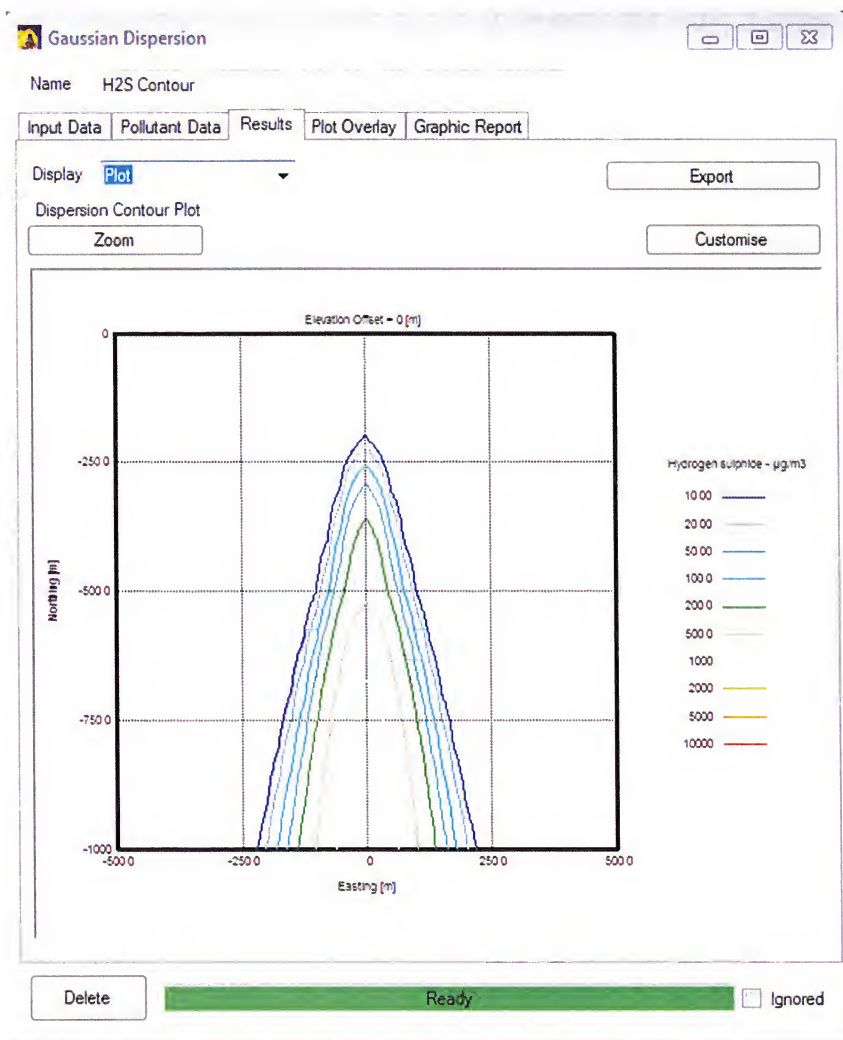 Gaussian Dispersion
Name H2S Contour
Input Data Pollutant Data Results Plot Overlay Graphic Report
Display Plot Export
Dispersion Contour Plot
Zoom Customise
Elevation Offset = 0 [m]
0
-250.0
-500.0
-750.0
-1000
Northing [m]
-500.0 -250.0 0 250.0 500.0
Easting [m]
Hydrogen sulphide - µg/m3
10.00
20.00
50.00
100.0
200.0
500.0
1000
2000
5000
10000
Delete Ready Ignored